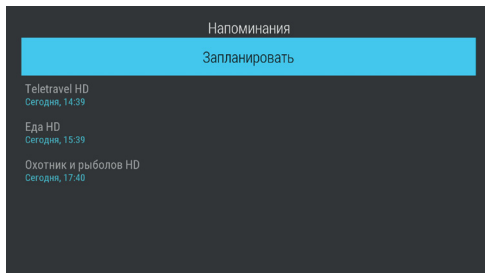 Напоминания
Запланировать
Teletravel HD
Сегодня, 14:39
Еда HD
Сегодня, 15:39
Охотник и рыболов HD
Сегодня, 17:40